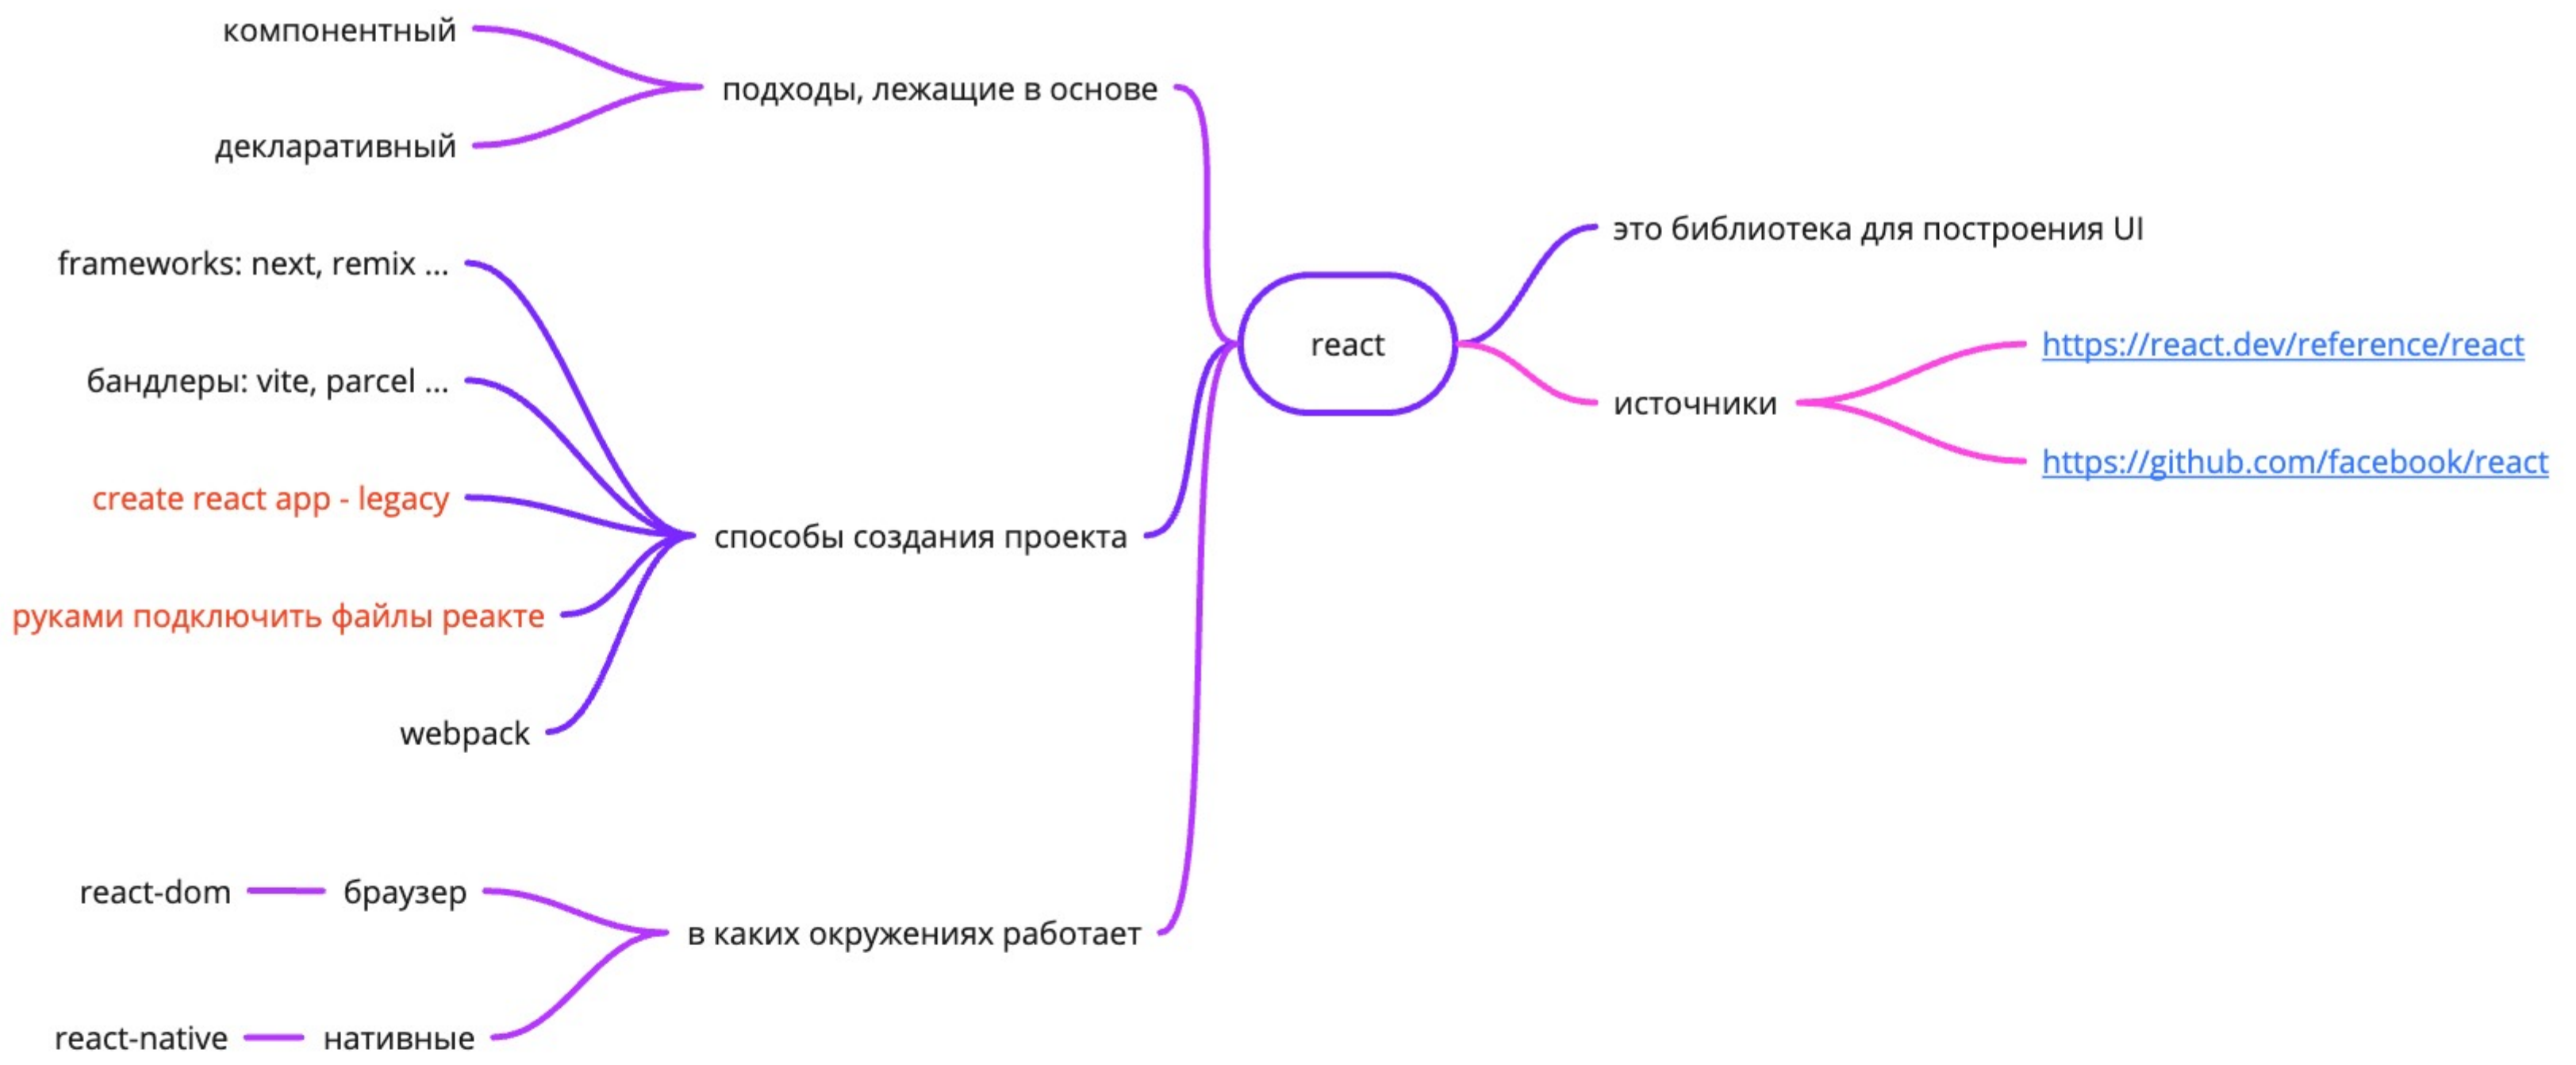 компонентный
подходы, лежащие в основе
декларативный
это библиотека для построения UI
frameworks: next, remix ...
react
https://react.dev/reference/react
бандлеры: vite, parcel ...
источники
https://github.com/facebook/react
create react app - legacy
способы создания проекта
руками подключить файлы реакте
webpack
react-dom
браузер
в каких окружениях работает
react-native
нативные